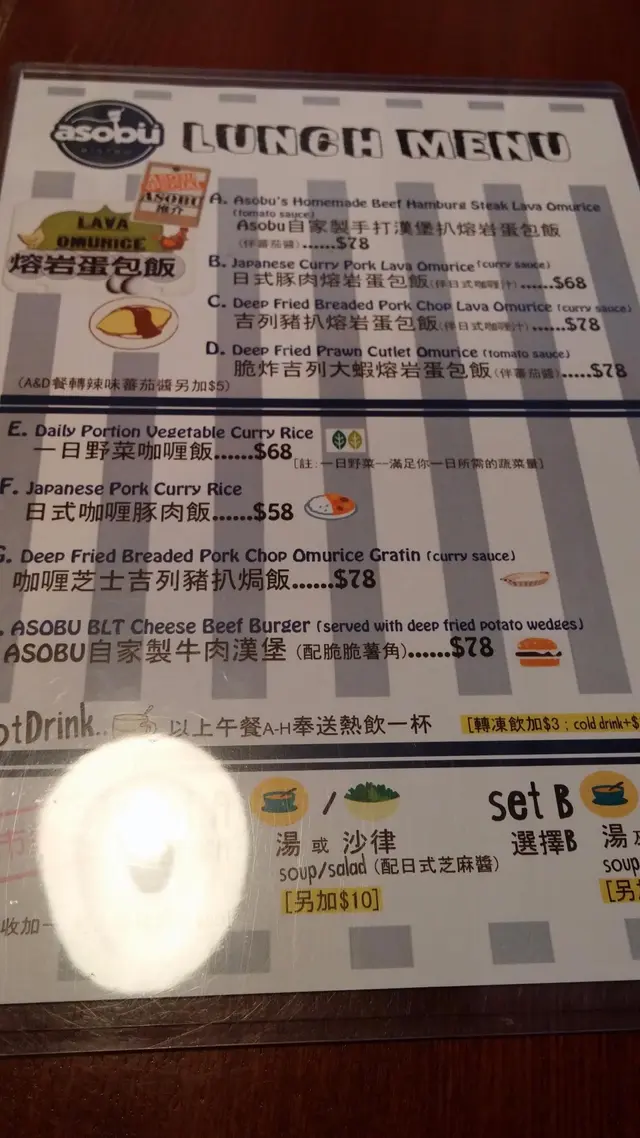 asobu
BISTRO
LUNCH MENU
ASOBU
SPECIAL
ASOBU
推介
LAVA
OMURICE
熔岩蛋包飯
A. Asobu's Homemade Beef Hamburg Steak Lava Omurice
(tomato sauce)
Asobu自家製手打漢堡扒熔岩蛋包飯
(伴蕃茄醬)......$78
B. Japanese Curry Pork Lava Omurice (curry sauce)
日式豚肉熔岩蛋包飯(伴日式咖喱汁)......$68
C. Deep Fried Breaded Pork Chop Lava Omurice (curry sauce)
吉列豬扒熔岩蛋包飯(伴日式咖喱汁)......$78
D. Deep Fried Prawn Cutlet Omurice (tomato sauce)
脆炸吉列大蝦熔岩蛋包飯(伴蕃茄醬).....$78
(A&D餐轉辣味蕃茄醬另加$5)
E. Daily Portion Vegetable Curry Rice
一日野菜咖喱飯......$68
[註:一日野菜--滿足你一日所需的蔬菜量]
F. Japanese Pork Curry Rice
日式咖喱豚肉飯......$58
G. Deep Fried Breaded Pork Chop Omurice Gratin (curry sauce)
咖喱芝士吉列豬扒焗飯......$78
. ASOBU BLT Cheese Beef Burger (served with deep fried potato wedges)
ASOBU自家製牛肉漢堡 (配脆脆薯角)......$78
otDrink.. 以上午餐A-H奉送熱飲一杯 [轉凍飲加$3 ; cold drink+$
/
set B
湯 或 沙律
選擇B
湯
soup/salad (配日式芝麻醬)
soup
[另加$10]
[另
收加一